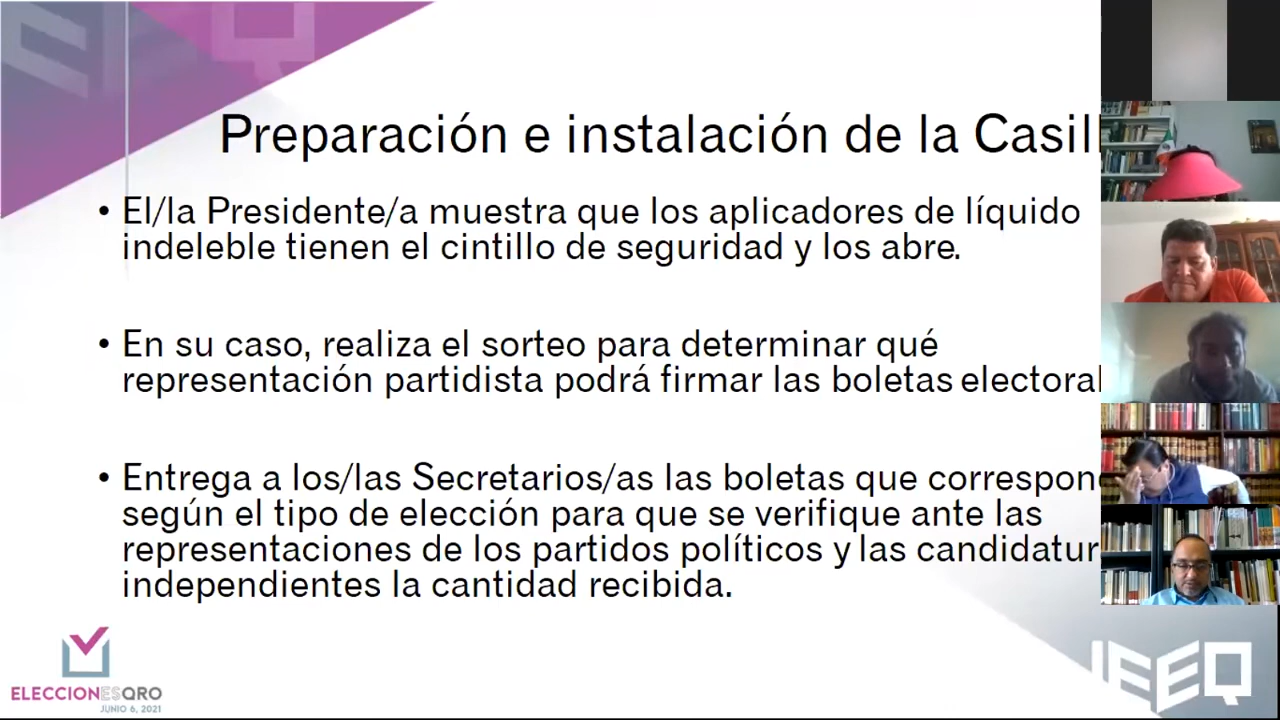 Preparación e instalación de la Casil
• El/la Presidente/a muestra que los aplicadores de líquido
indeleble tienen el cintillo de seguridad y los abre.
• En su caso, realiza el sorteo para determinar qué
representación partidista podrá firmar las boletas electoral
• Entrega a los/las Secretarios/as las boletas que correspond
según el tipo de elección para que se verifique ante las
representaciones de los partidos políticos y las candidatur
independientes la cantidad recibida.
ELECCIONESQRO
JUNIO 6, 2021
IEEQ